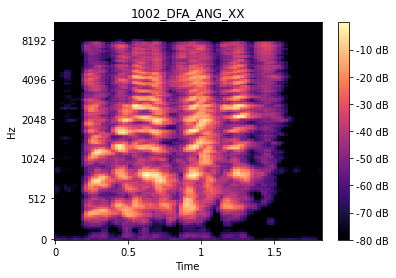 1002_DFA_ANG_XX
8192
4096
2048
1024
512
0
Hz
0
0.5
1
1.5
Time
-10 dB
-20 dB
-30 dB
-40 dB
-50 dB
-60 dB
-70 dB
-80 dB